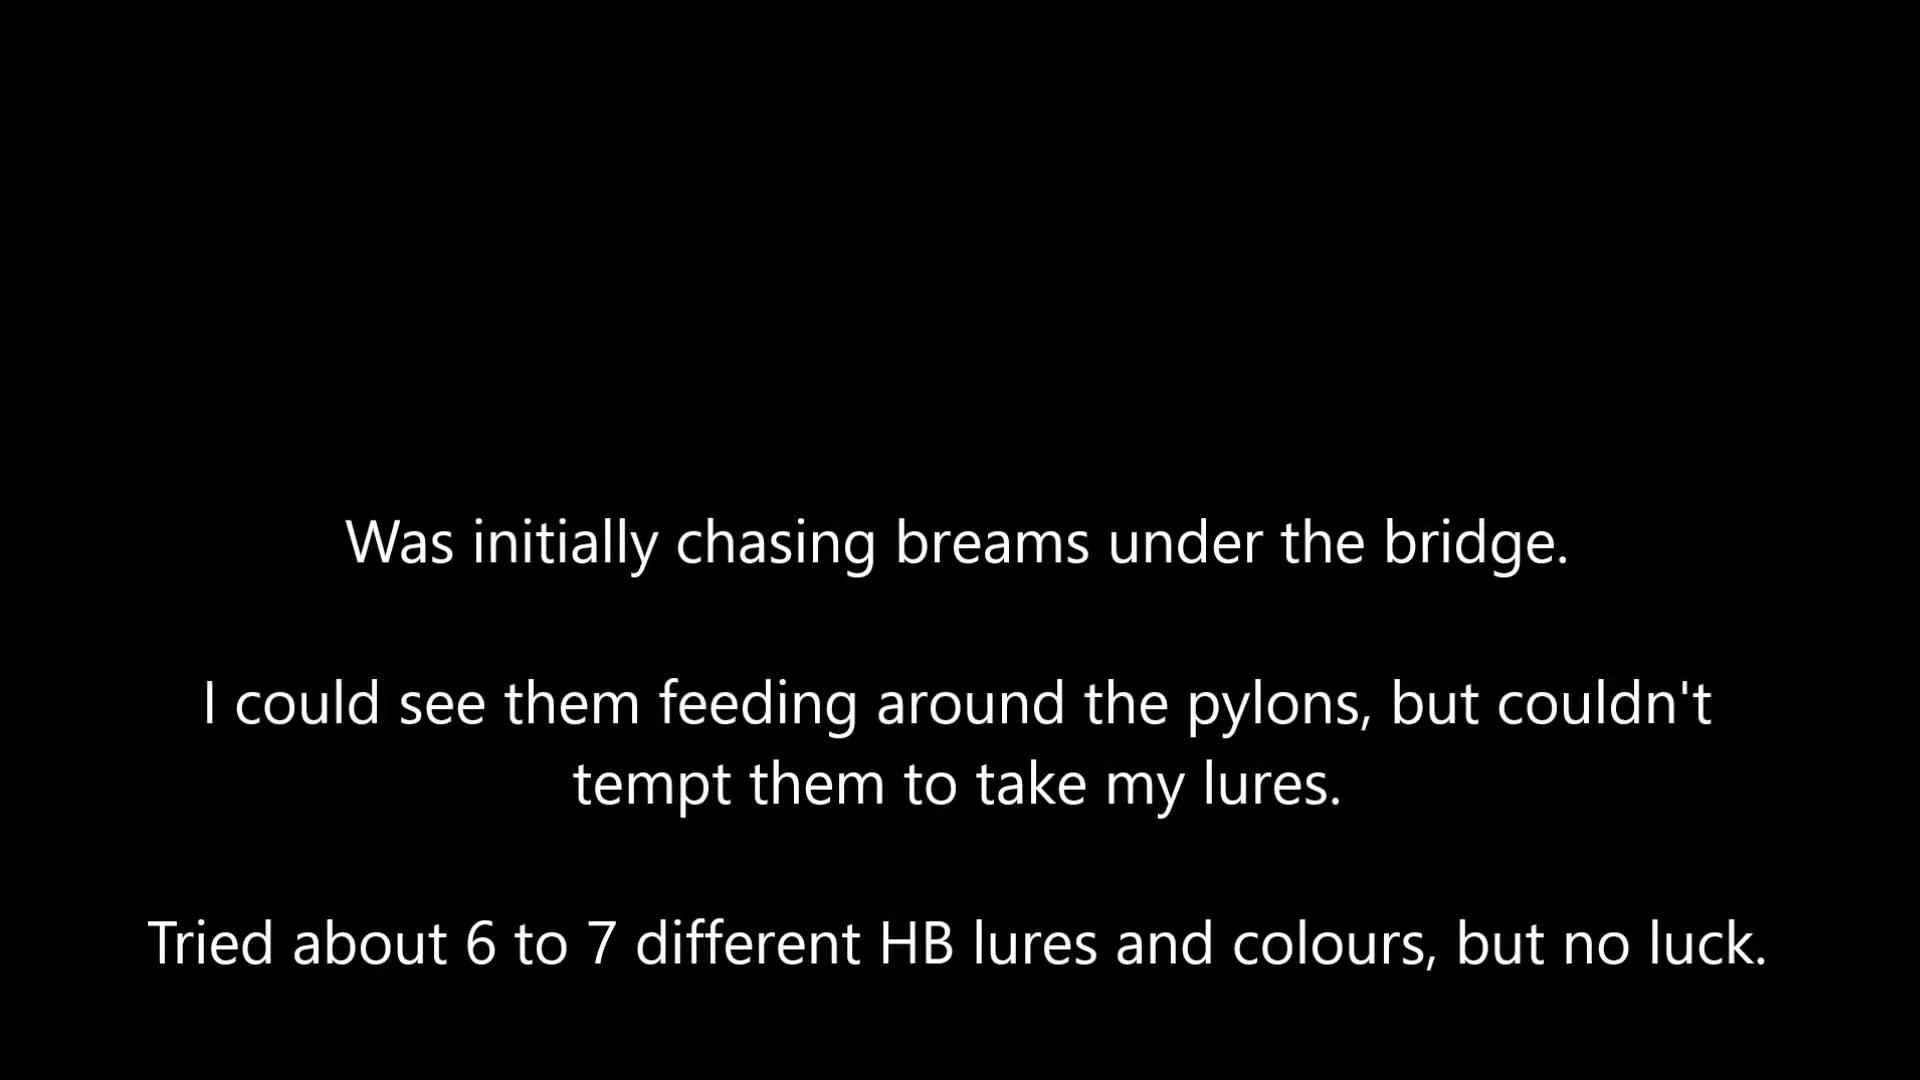 Was initially chasing breams under the bridge.
I could see them feeding around the pylons, but couldn't
tempt them to take my lures.
Tried about 6 to 7 different HB lures and colours, but no luck.